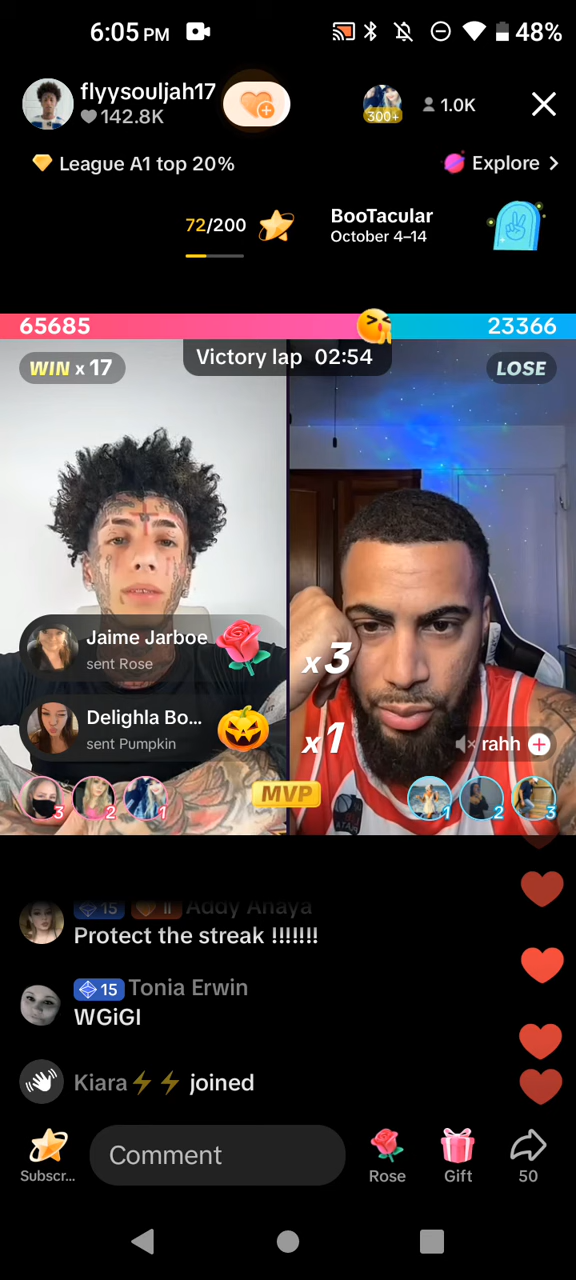 6:05 PM
48%
flyysouljah17
142.8K
300+
1.0K
League A1 top 20%
Explore >
72/200
BooTacular
October 4–14
65685
23366
WIN x 17
Victory lap 02:54
LOSE
Jaime Jarboe
sent Rose
x3
Delighla Bo...
sent Pumpkin
x1
rahh
3
2
1
MVP
1
2
3
15 II Addy Anaya
Protect the streak !!!!!!!
15 Tonia Erwin
WGiGI
Kiara⚡⚡ joined
Subscr...
Comment
Rose
Gift
50